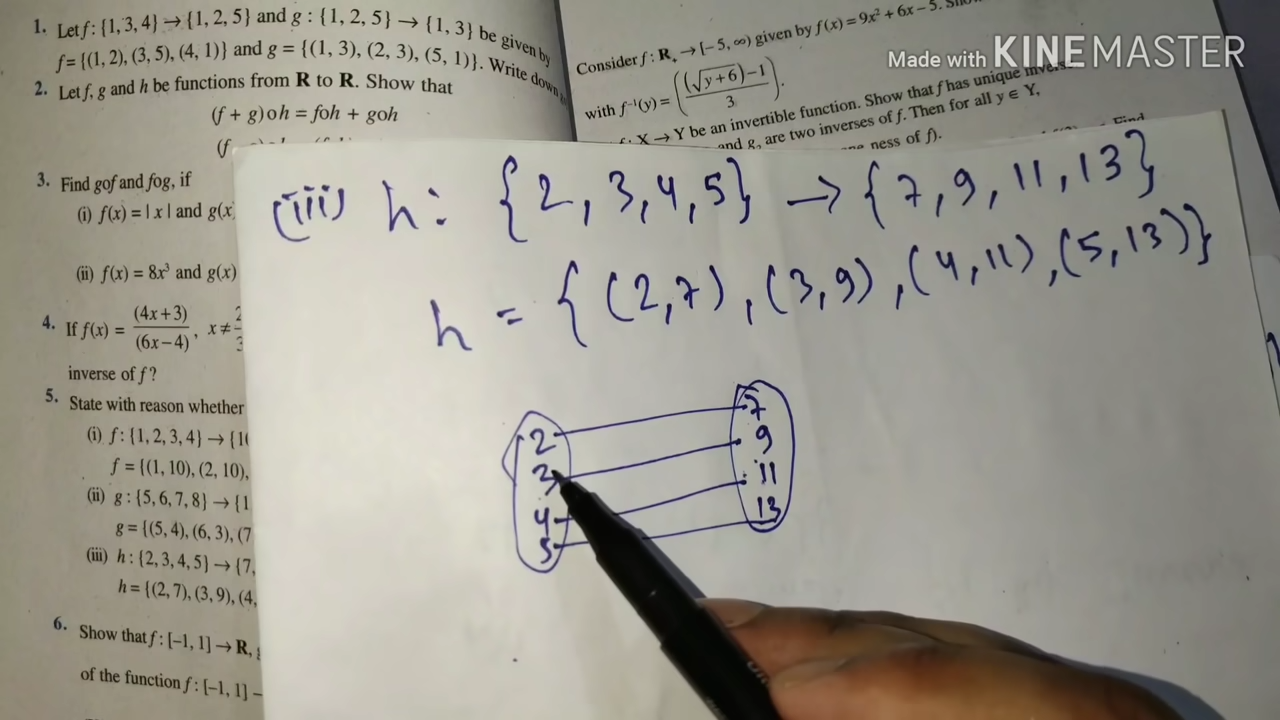 1. Let f : {1, 3, 4} → {1, 2, 5} and g : {1, 2, 5} → {1, 3} be given by
f = {(1, 2), (3, 5), (4, 1)} and g = {(1, 3), (2, 3), (5, 1)}. Write down
2. Let f, g and h be functions from R to R. Show that
(f + g) o h = foh + goh
3. Find gof and fog, if
(i) f(x) = | x | and g(x
(ii) f(x) = 8x³ and g(x)
4. If f(x) = (4x+3)/(6x−4), x ≠
inverse of f?
5. State with reason whether
(i) f : {1, 2, 3, 4} → {1
f = {(1, 10), (2, 10),
(ii) g : {5, 6, 7, 8} → {1
g = {(5, 4), (6, 3), (7
(iii) h : {2, 3, 4, 5} → {7,
h = {(2, 7), (3, 9), (4,
6. Show that f : [−1, 1] → R,
of the function f : [−1, 1] −
Consider f : R₊ → [−5, ∞) given by f(x) = 9x² + 6x − 5.
with f⁻¹(y) = ((√y+6) − 1)/3).
X → Y be an invertible function. Show that f has unique
and g₂ are two inverses of f. Then for all y ∈ Y,
ness of f).
Find
Made with KINEMASTER
(iii) h: {2, 3, 4, 5} → {7, 9, 11, 13}
h = {(2,7), (3,9), (4,11), (5,13)}
2 7
3 9
4 11
5 13